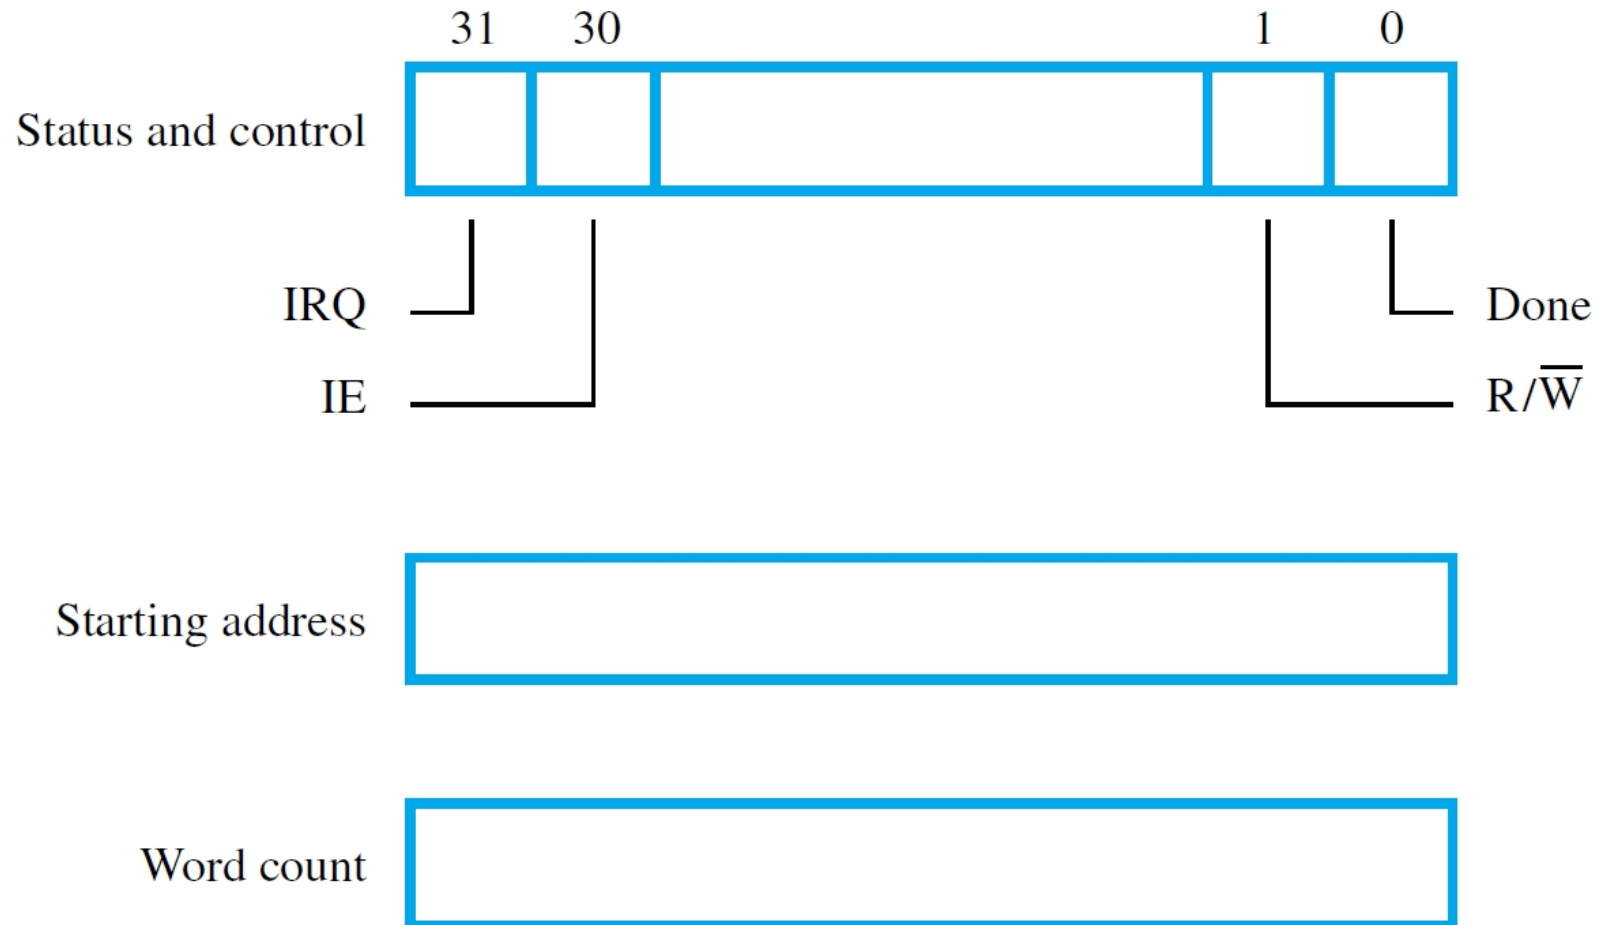 31 30 1 0
Status and control
IRQ Done
IE R/W̅
Starting address
Word count